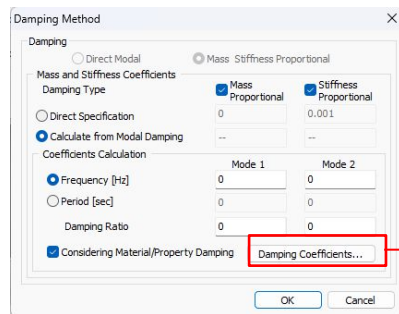 Damping Method
Damping
Direct Modal Mass Stiffness Proportional
Mass and Stiffness Coefficients
Damping Type Mass Proportional Stiffness Proportional
Direct Specification 0 0.001
Calculate from Modal Damping -- --
Coefficients Calculation
Mode 1 Mode 2
Frequency [Hz] 0 0
Period [sec] 0 0
Damping Ratio 0 0
Considering Material/Property Damping Damping Coefficients...
OK Cancel